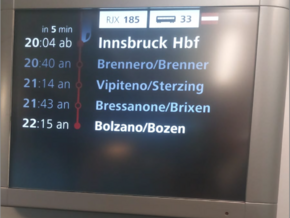 in 5 min RJX 185 33
20:04 ab Innsbruck Hbf
20:40 an Brennero/Brenner
21:14 an Vipiteno/Sterzing
21:43 an Bressanone/Brixen
22:15 an Bolzano/Bozen